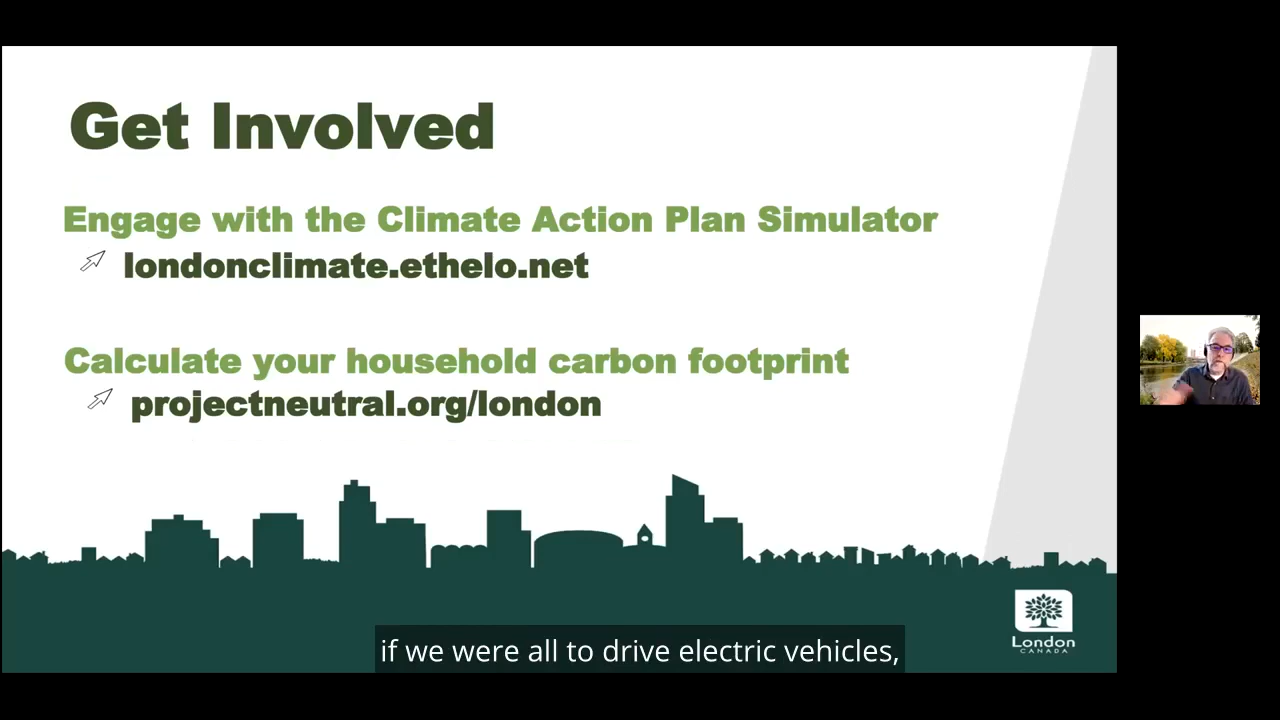 Get Involved
Engage with the Climate Action Plan Simulator
londonclimate.ethelo.net
Calculate your household carbon footprint
projectneutral.org/london
London
CANADA
if we were all to drive electric vehicles,